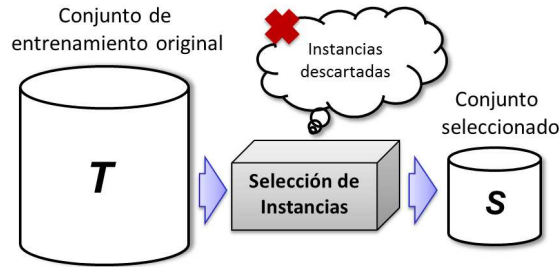 Conjunto de
entrenamiento original
T
Instancias
descartadas
Selección de
Instancias
Conjunto
seleccionado
S